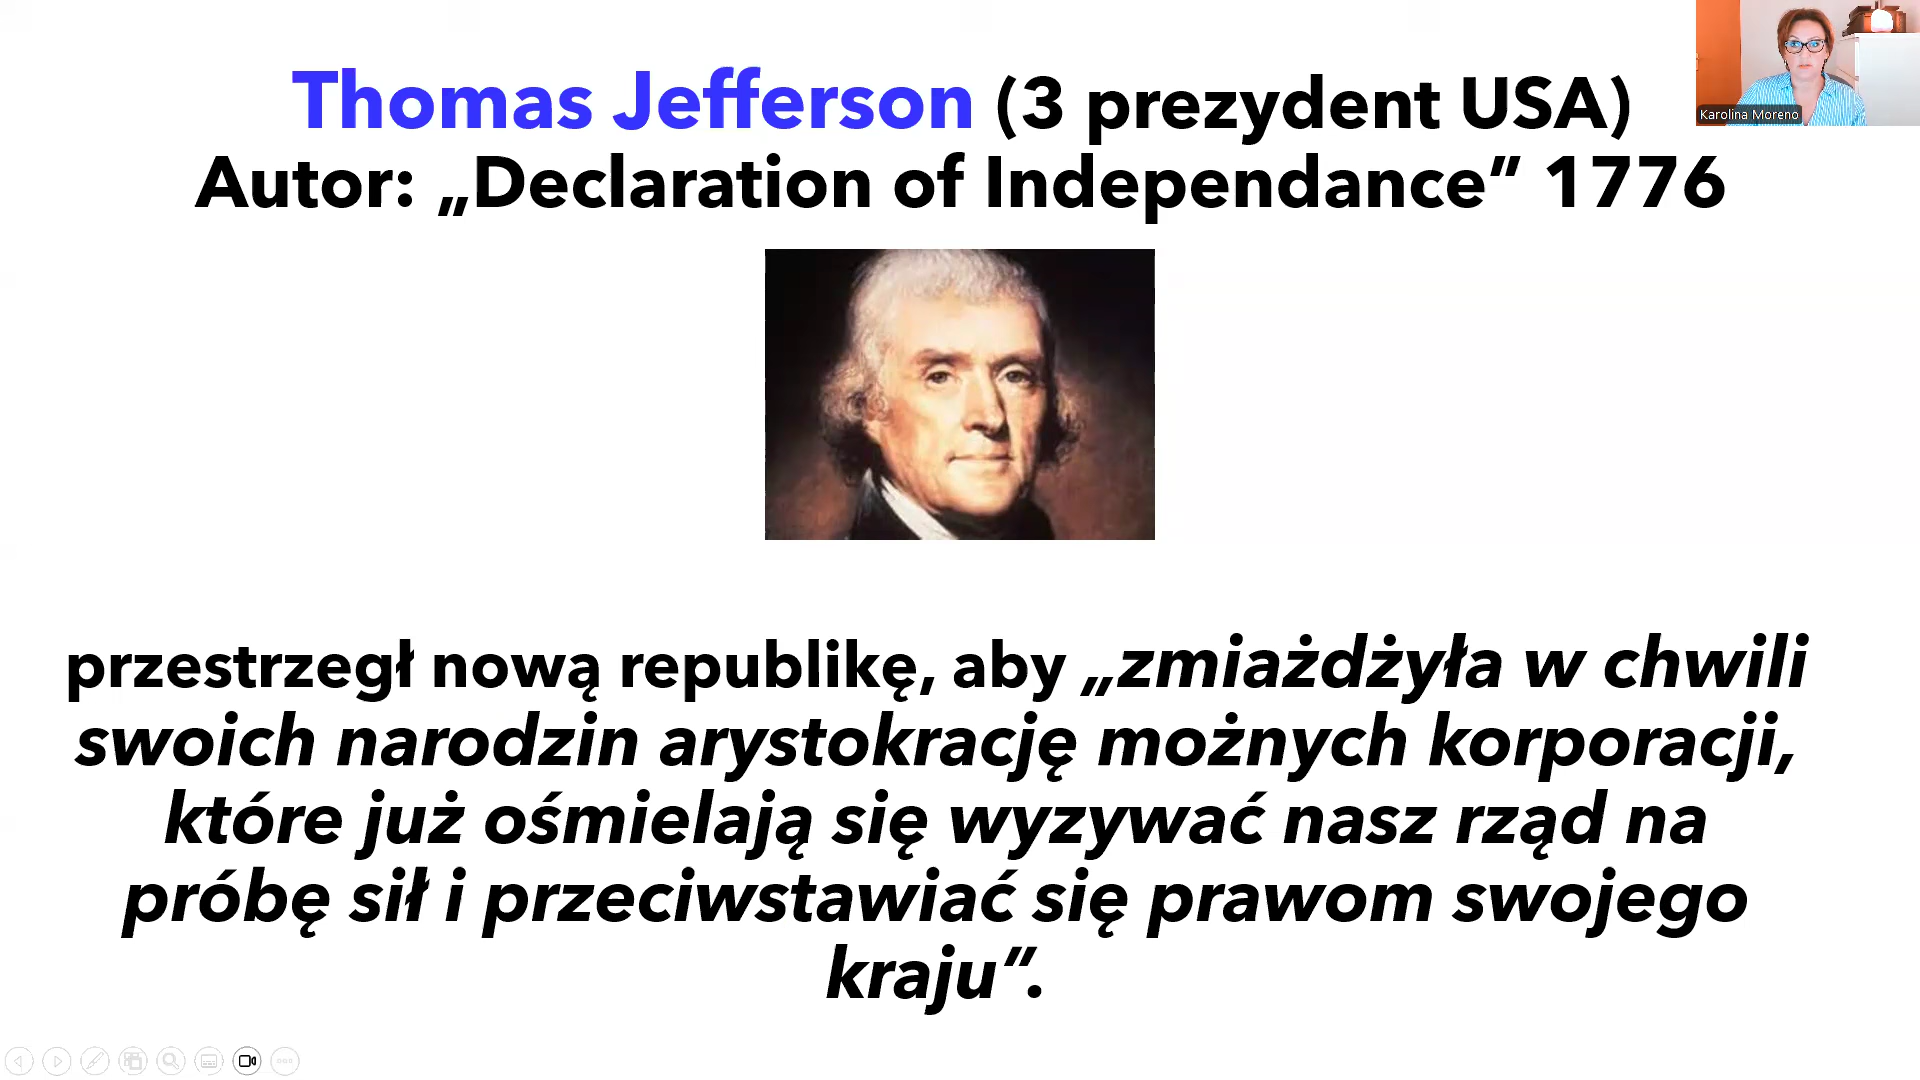 Thomas Jefferson (3 prezydent USA)
Autor: „Declaration of Independance” 1776
Karolina Moreno
przestrzegł nową republikę, aby „zmiażdżyła w chwili
swoich narodzin arystokrację możnych korporacji,
które już ośmielają się wyzywać nasz rząd na
próbę sił i przeciwstawiać się prawom swojego
kraju”.